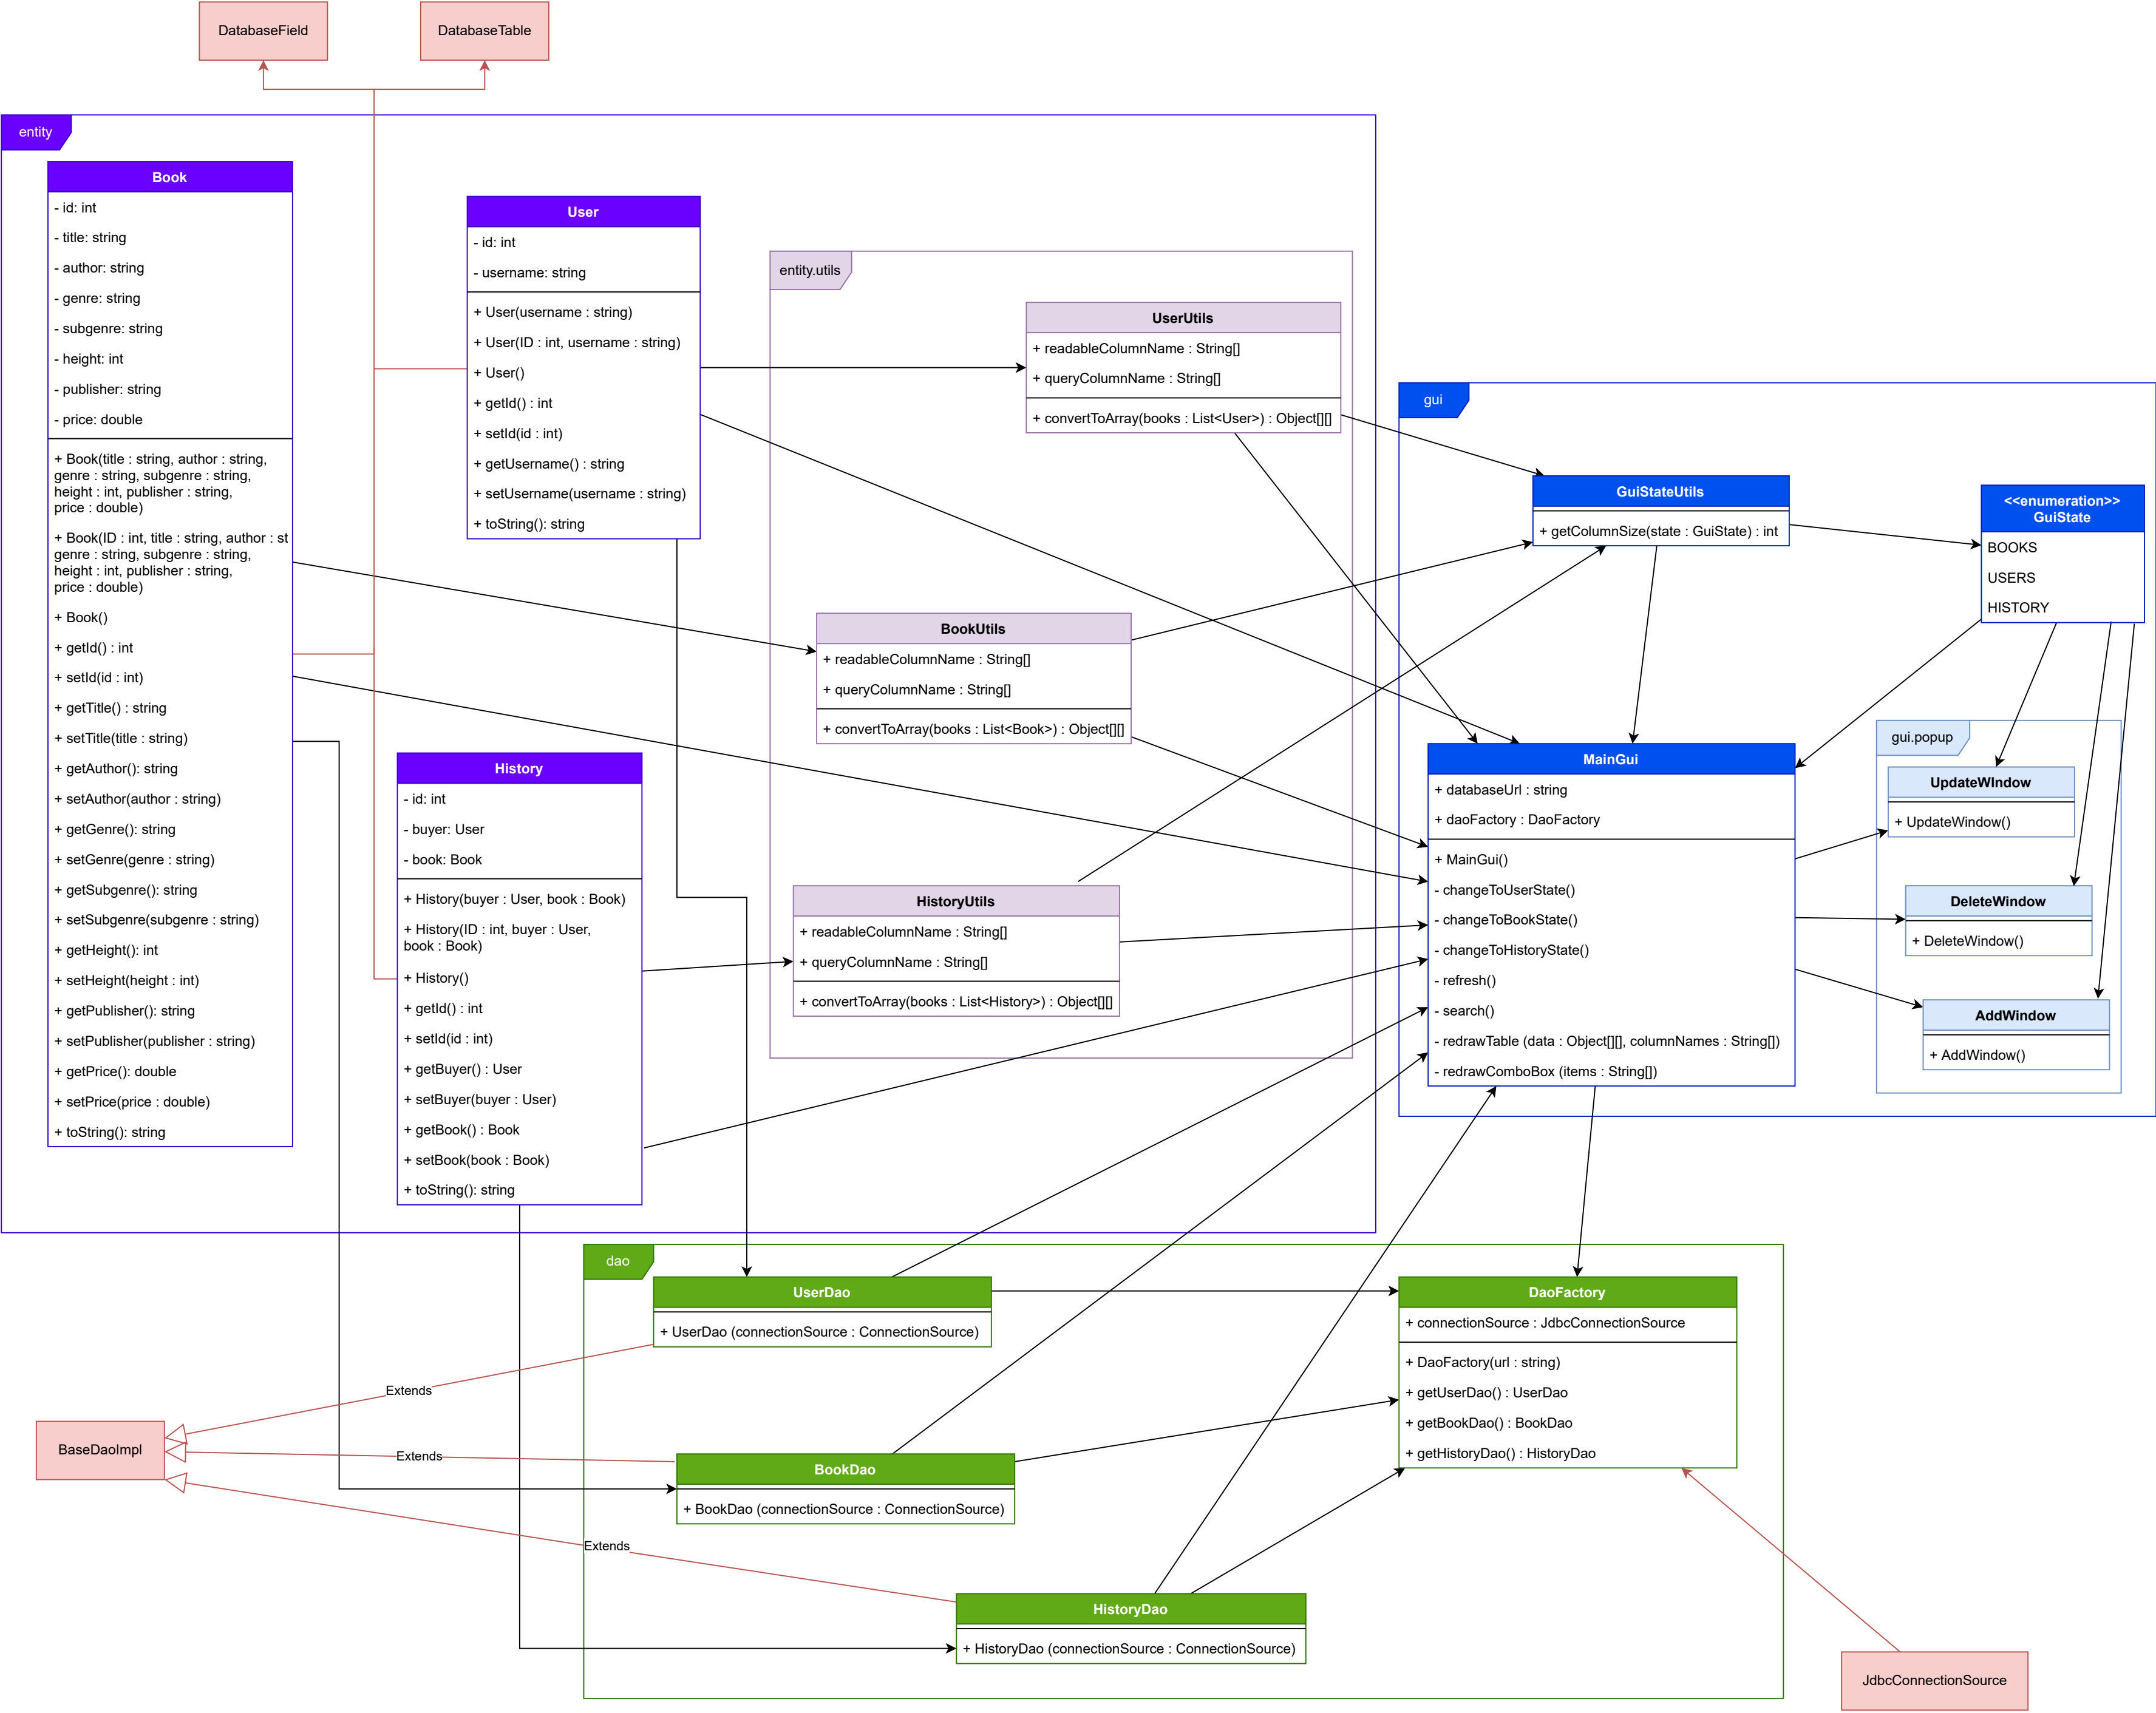 DatabaseField
DatabaseTable
entity
Book
- id: int
- title: string
- author: string
- genre: string
- subgenre: string
- height: int
- publisher: string
- price: double
+ Book(title : string, author : string,
genre : string, subgenre : string,
height : int, publisher : string,
price : double)
+ Book(ID : int, title : string, author : st
genre : string, subgenre : string,
height : int, publisher : string,
price : double)
+ Book()
+ getId() : int
+ setId(id : int)
+ getTitle() : string
+ setTitle(title : string)
+ getAuthor(): string
+ setAuthor(author : string)
+ getGenre(): string
+ setGenre(genre : string)
+ getSubgenre(): string
+ setSubgenre(subgenre : string)
+ getHeight(): int
+ setHeight(height : int)
+ getPublisher(): string
+ setPublisher(publisher : string)
+ getPrice(): double
+ setPrice(price : double)
+ toString(): string
User
- id: int
- username: string
+ User(username : string)
+ User(ID : int, username : string)
+ User()
+ getId() : int
+ setId(id : int)
+ getUsername() : string
+ setUsername(username : string)
+ toString(): string
History
- id: int
- buyer: User
- book: Book
+ History(buyer : User, book : Book)
+ History(ID : int, buyer : User,
book : Book)
+ History()
+ getId() : int
+ setId(id : int)
+ getBuyer() : User
+ setBuyer(buyer : User)
+ getBook() : Book
+ setBook(book : Book)
+ toString(): string
entity.utils
UserUtils
+ readableColumnName : String[]
+ queryColumnName : String[]
+ convertToArray(books : List<User>) : Object[][]
BookUtils
+ readableColumnName : String[]
+ queryColumnName : String[]
+ convertToArray(books : List<Book>) : Object[][]
HistoryUtils
+ readableColumnName : String[]
+ queryColumnName : String[]
+ convertToArray(books : List<History>) : Object[][]
gui
GuiStateUtils
+ getColumnSize(state : GuiState) : int
<<enumeration>>
GuiState
BOOKS
USERS
HISTORY
MainGui
+ databaseUrl : string
+ daoFactory : DaoFactory
+ MainGui()
- changeToUserState()
- changeToBookState()
- changeToHistoryState()
- refresh()
- search()
- redrawTable (data : Object[][], columnNames : String[])
- redrawComboBox (items : String[])
gui.popup
UpdateWIndow
+ UpdateWindow()
DeleteWindow
+ DeleteWindow()
AddWindow
+ AddWindow()
dao
UserDao
+ UserDao (connectionSource : ConnectionSource)
BookDao
+ BookDao (connectionSource : ConnectionSource)
HistoryDao
+ HistoryDao (connectionSource : ConnectionSource)
DaoFactory
+ connectionSource : JdbcConnectionSource
+ DaoFactory(url : string)
+ getUserDao() : UserDao
+ getBookDao() : BookDao
+ getHistoryDao() : HistoryDao
Extends
Extends
Extends
BaseDaoImpl
JdbcConnectionSource